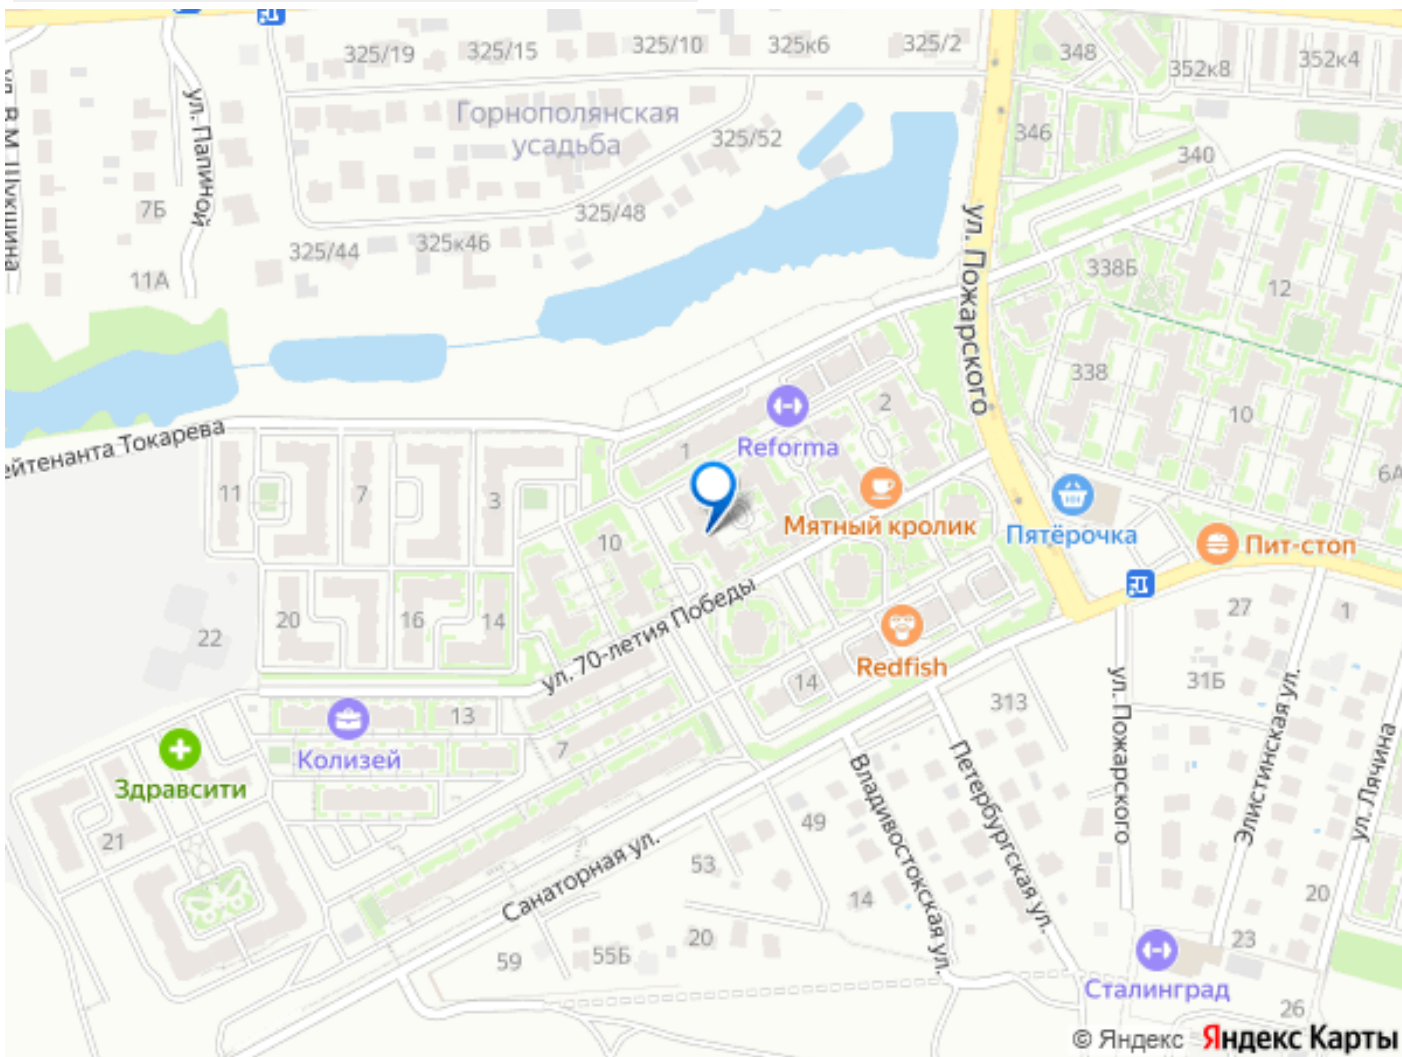 325/19
325/15
325/10
325к6
325/2
348
352к8
352к4
ул. В.М. Шукшина
ул. Папиной
Горнополянская
усадьба
325/52
346
340
7Б
325/48
325/44
325к46
11А
ул. Пожарского
338Б
12
338
10
6А
ейтенанта Токарева
1
Reforma
2
11
7
3
Мятный кролик
Пятёрочка
Пит-стоп
10
20
16
14
22
ул. 70-летия Победы
Redfish
14
27
1
31Б
313
ул. Пожарского
Элистинская ул.
ул. Лячина
13
Колизей
7
Здравсити
21
Владивостокская ул.
Петербургская ул.
Санаторная ул.
49
53
14
20
59
55Б
20
23
Сталинград
26
© Яндекс Яндекс Карты